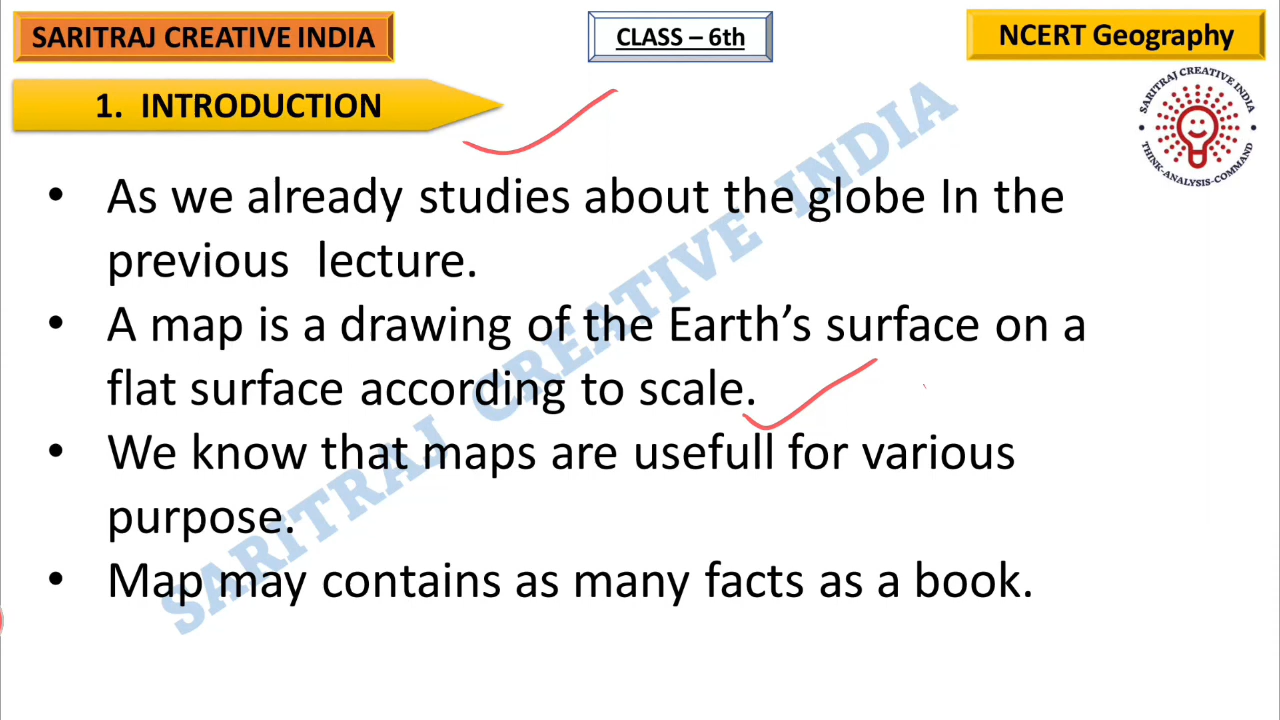 SARITRAJ CREATIVE INDIA
CLASS – 6th
NCERT Geography
1. INTRODUCTION
SARITRAJ CREATIVE INDIA
THINK-ANALYSIS-COMMAND
• As we already studies about the globe In the
previous lecture.
• A map is a drawing of the Earth's surface on a
flat surface according to scale.
• We know that maps are usefull for various
purpose.
• Map may contains as many facts as a book.
SARITRAJ CREATIVE INDIA